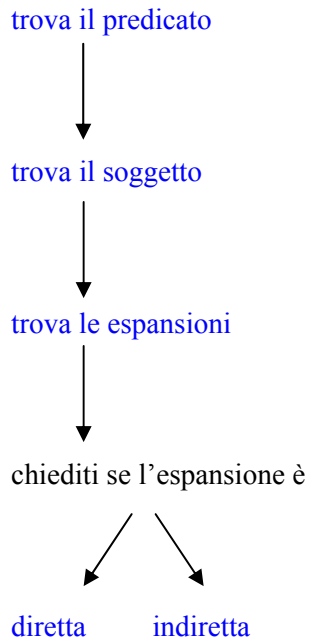 trova il predicato
trova il soggetto
trova le espansioni
chiediti se l’espansione è
diretta indiretta